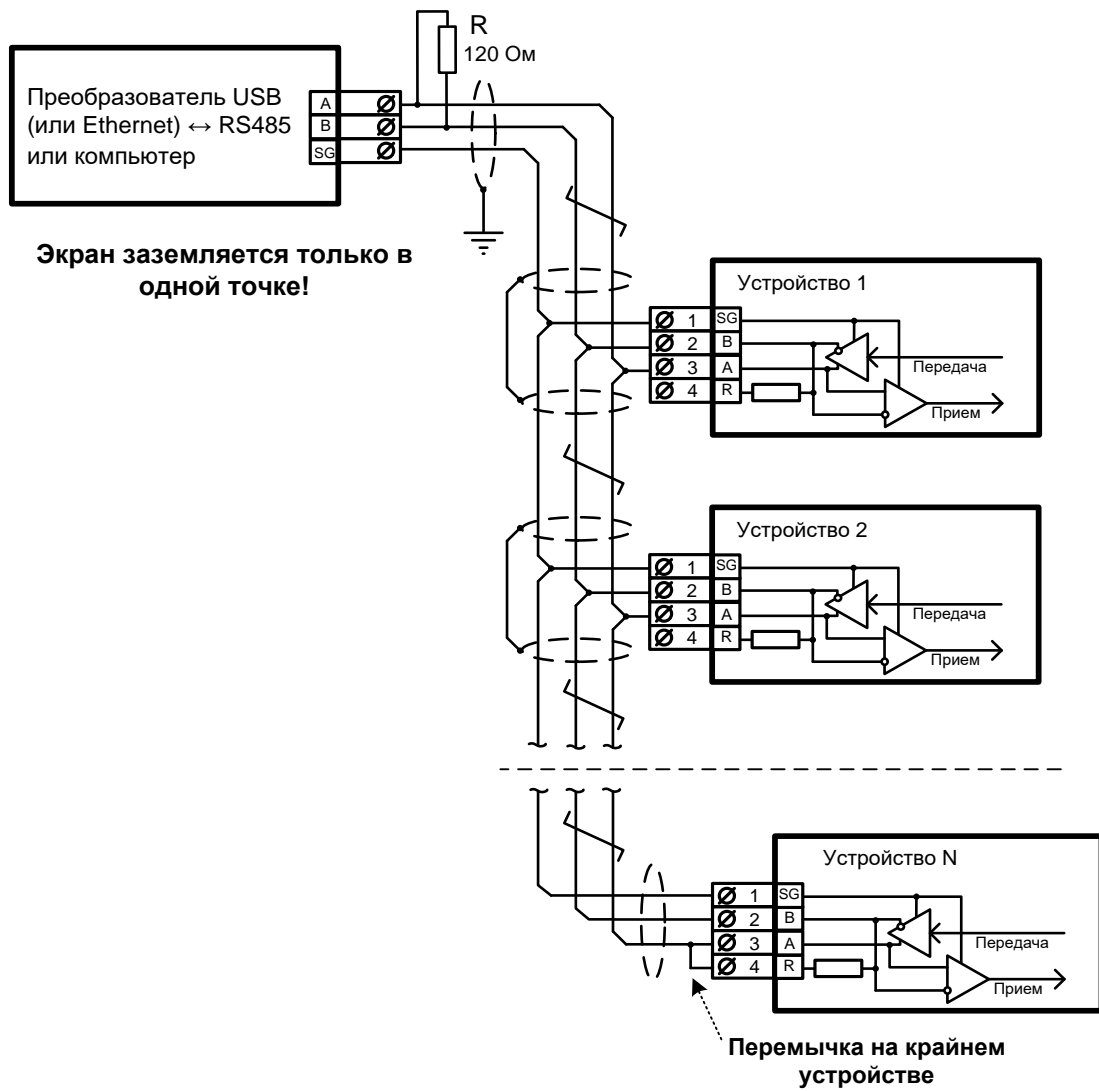 R
120 Ом
Преобразователь USB
(или Ethernet) ↔ RS485
или компьютер
A
B
SG
Экран заземляется только в
одной точке!
Устройство 1
1 SG
2 B
3 A
4 R
Передача
Прием
Устройство 2
1 SG
2 B
3 A
4 R
Передача
Прием
Устройство N
1 SG
2 B
3 A
4 R
Передача
Прием
Перемычка на крайнем
устройстве